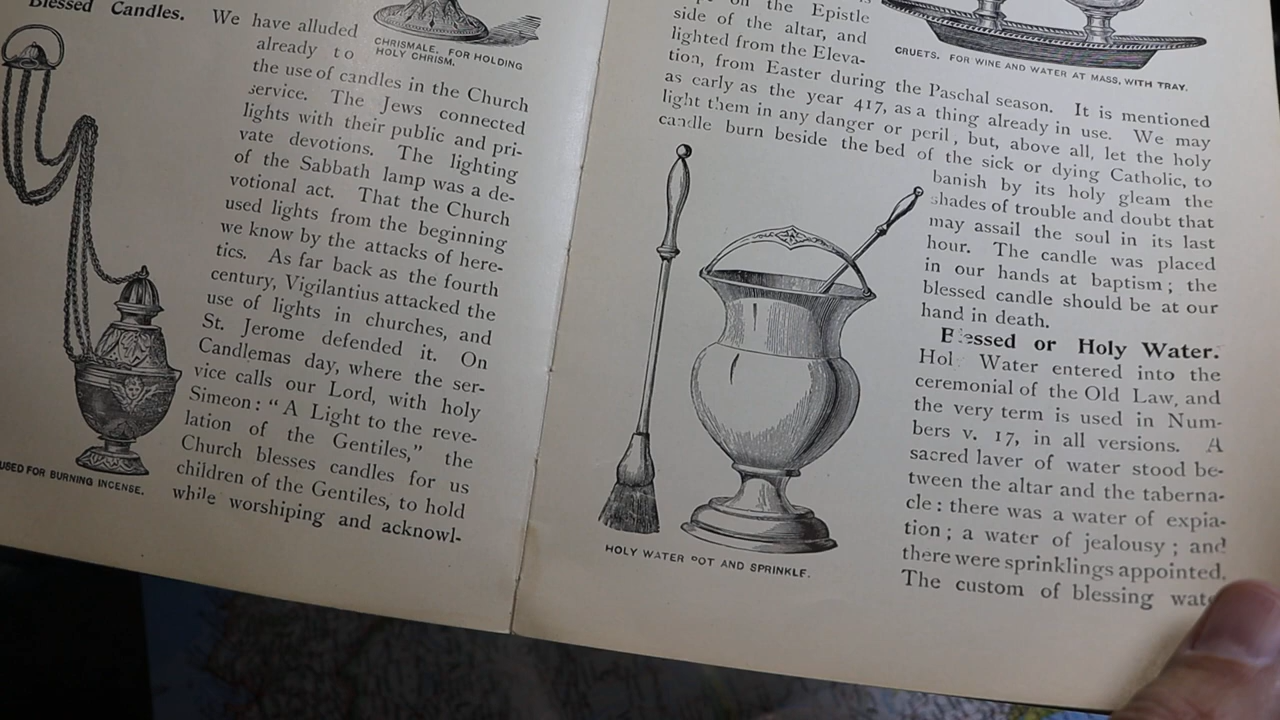 Blessed Candles. We have alluded
already to
the use of candles in the Church
service. The Jews connected
lights with their public and pri-
vate devotions. The lighting
of the Sabbath lamp was a de-
votional act. That the Church
used lights from the beginning
we know by the attacks of here-
tics. As far back as the fourth
century, Vigilantius attacked the
use of lights in churches, and
St. Jerome defended it. On
Candlemas day, where the ser-
vice calls our Lord, with holy
Simeon: "A Light to the reve-
lation of the Gentiles," the
Church blesses candles for us
children of the Gentiles, to hold
while worshiping and acknowl-
CHRISMALE, FOR HOLDING
HOLY CHRISM.
USED FOR BURNING INCENSE.
on the Epistle
side of the altar, and
lighted from the Eleva-
tion, from Easter during the Paschal season. It is mentioned
as early as the year 417, as a thing already in use. We may
light them in any danger or peril, but, above all, let the holy
candle burn beside the bed of the sick or dying Catholic, to
banish by its holy gleam the
shades of trouble and doubt that
may assail the soul in its last
hour. The candle was placed
in our hands at baptism; the
blessed candle should be at our
hand in death.
CRUETS. FOR WINE AND WATER AT MASS, WITH TRAY.
Blessed or Holy Water.
Holy Water entered into the
ceremonial of the Old Law, and
the very term is used in Num-
bers v. 17, in all versions. A
sacred laver of water stood be-
tween the altar and the taberna-
cle: there was a water of expia-
tion; a water of jealousy; and
there were sprinklings appointed.
The custom of blessing wate
HOLY WATER POT AND SPRINKLE.